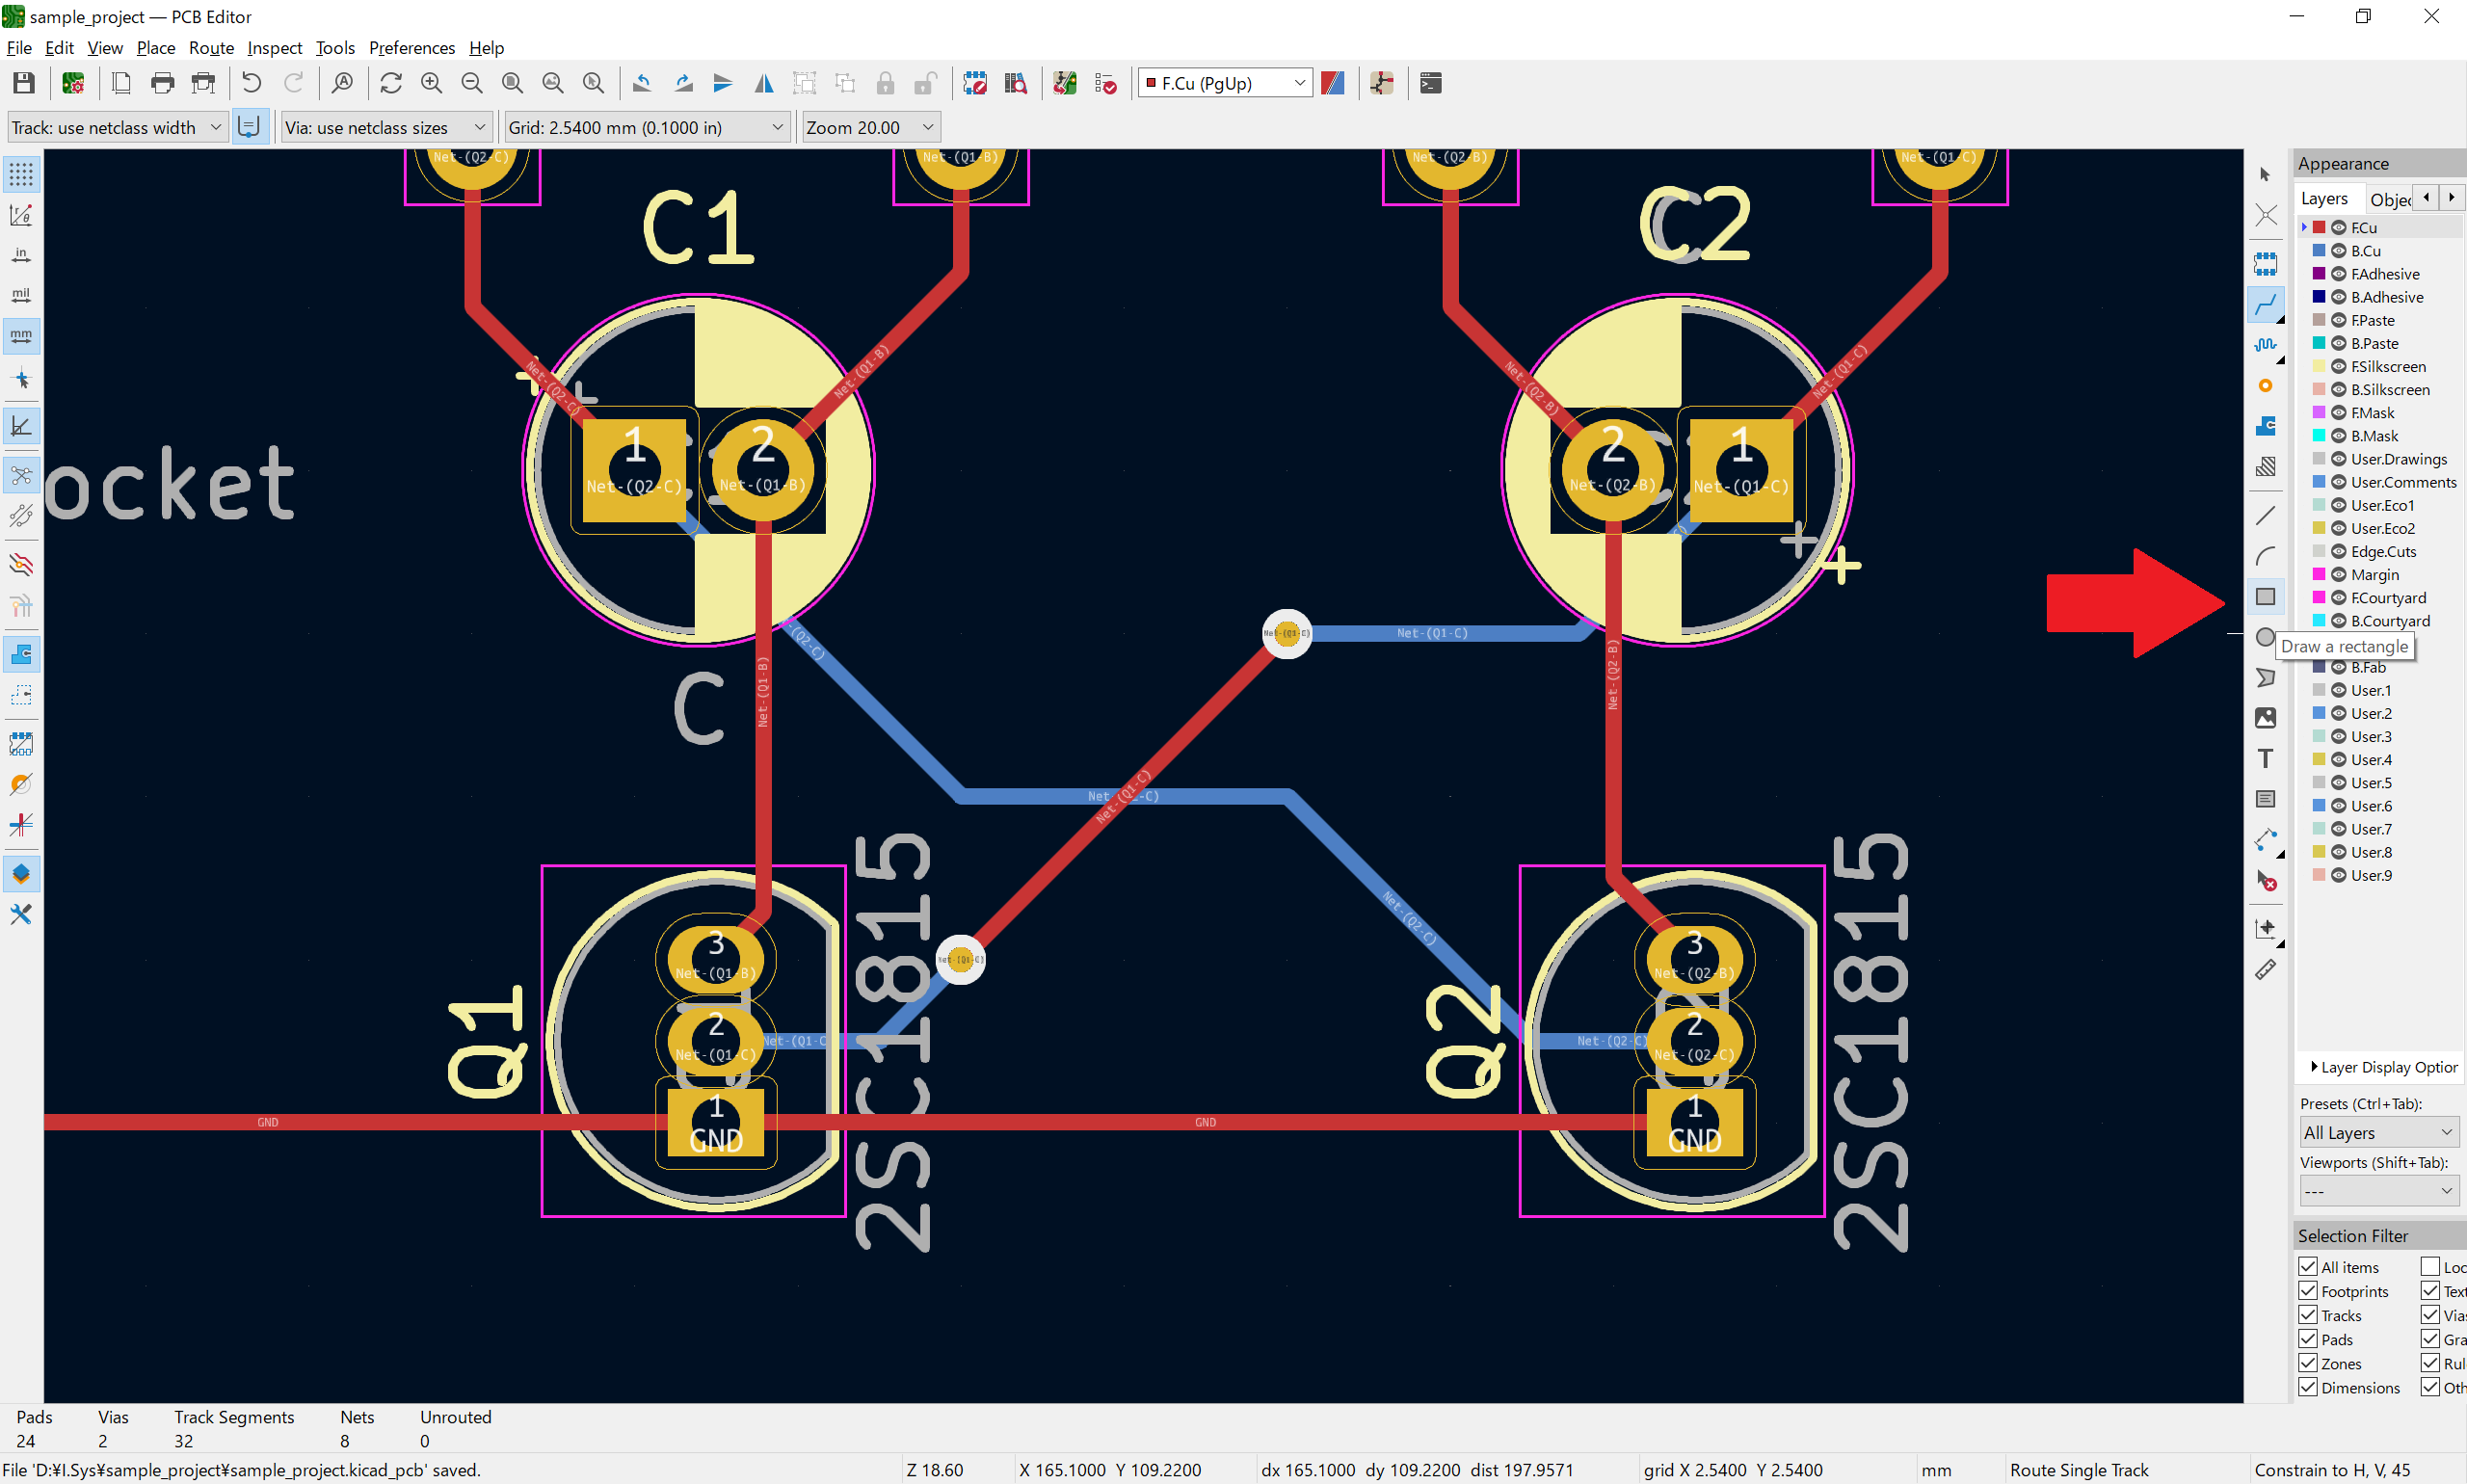 sample_project — PCB Editor
File Edit View Place Route Inspect Tools Preferences Help
F.Cu (PgUp)
Track: use netclass width
Via: use netclass sizes
Grid: 2.5400 mm (0.1000 in)
Zoom 20.00
in
mil
mm
Net-(Q2-C)
Net-(Q1-B)
Net-(Q2-B)
Net-(Q1-C)
C1
C2
Net-(Q2-C)
Net-(Q1-B)
Net-(Q2-B)
Net-(Q1-C)
ocket
1
Net-(Q2-C)
2
Net-(Q1-B)
2
Net-(Q2-B)
1
Net-(Q1-C)
Net-(Q1-C)
Net-(Q1-C)
Net-(Q1-B)
Net-(Q2-B)
C
Net-(Q1-C)
Net-(Q2-C)
Q1
3
Net-(Q1-B)
2
Net-(Q1-C)
1
GND
2SC1815
Q2
3
Net-(Q2-B)
2
Net-(Q2-C)
1
GND
2SC1815
Net-(Q2-C)
GND
GND
Draw a rectangle
Appearance
Layers
F.Cu
B.Cu
F.Adhesive
B.Adhesive
F.Paste
B.Paste
F.Silkscreen
B.Silkscreen
F.Mask
B.Mask
User.Drawings
User.Comments
User.Eco1
User.Eco2
Edge.Cuts
Margin
F.Courtyard
B.Courtyard
B.Fab
User.1
User.2
User.3
User.4
User.5
User.6
User.7
User.8
User.9
Layer Display Option
Presets (Ctrl+Tab):
All Layers
Viewports (Shift+Tab):
---
Selection Filter
All items
Footprints
Tracks
Pads
Zones
Dimensions
Pads Vias Track Segments Nets Unrouted
24 2 32 8 0
File 'D:¥I.Sys¥sample_project¥sample_project.kicad_pcb' saved.
Z 18.60
X 165.1000 Y 109.2200
dx 165.1000 dy 109.2200 dist 197.9571
grid X 2.5400 Y 2.5400
mm
Route Single Track
Constrain to H, V, 45